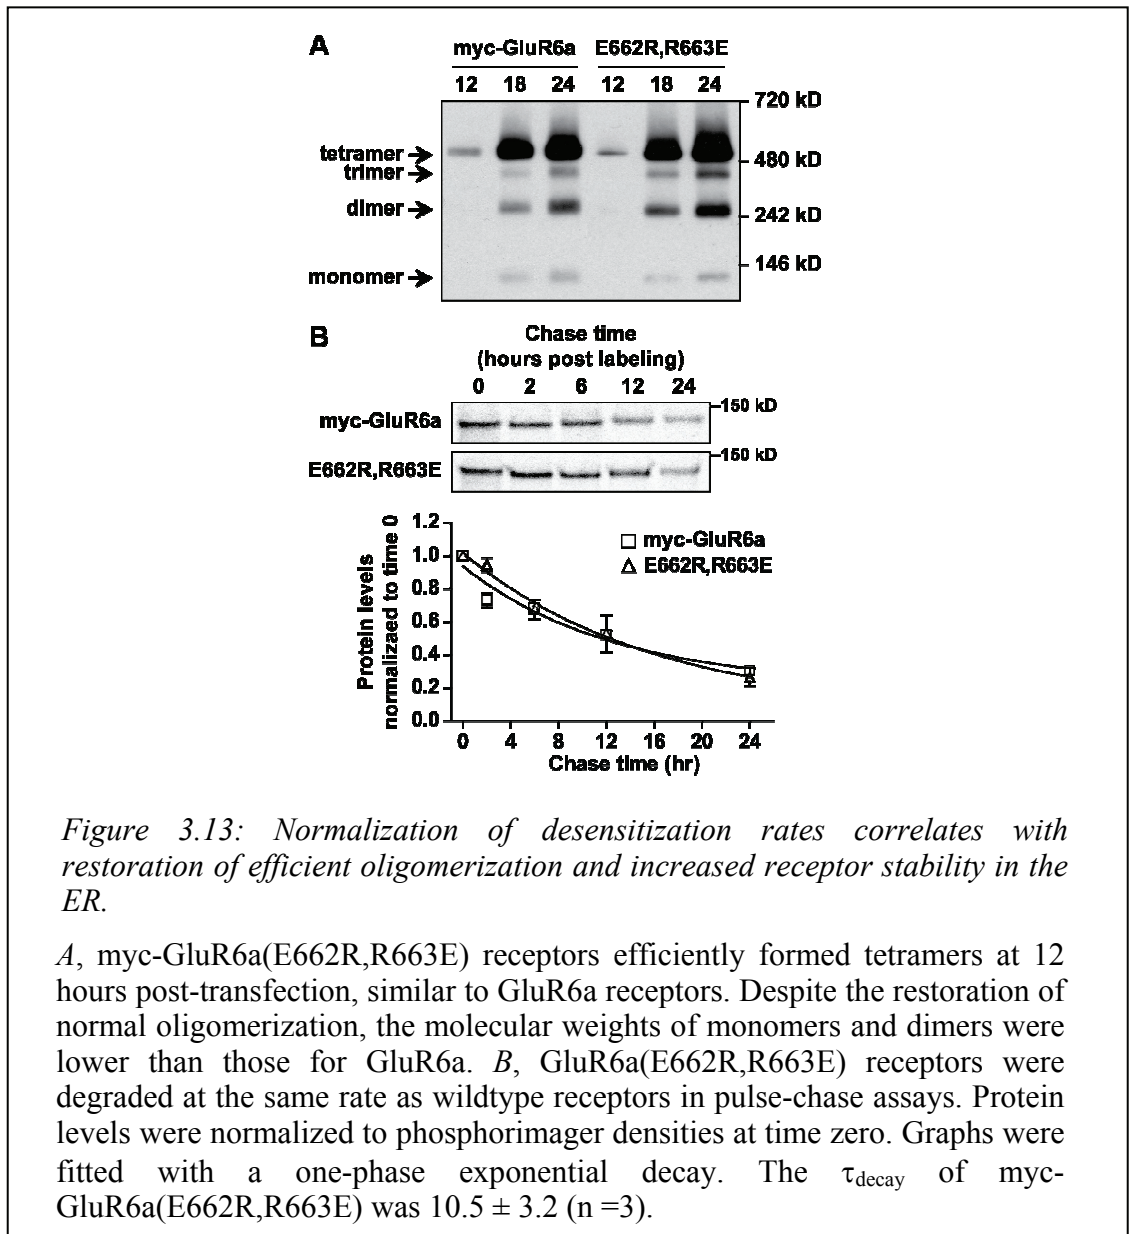 A
myc-GluR6a E662R,R663E
12 18 24 12 18 24
720 kD
tetramer
480 kD
trimer
dimer
242 kD
146 kD
monomer
B
Chase time
(hours post labeling)
0 2 6 12 24
150 kD
myc-GluR6a
150 kD
E662R,R663E
Protein levels
normalizaed to time 0
1.2
1.0
0.8
0.6
0.4
0.2
0.0
myc-GluR6a
E662R,R663E
0 4 8 12 16 20 24
Chase time (hr)
Figure 3.13: Normalization of desensitization rates correlates with
restoration of efficient oligomerization and increased receptor stability in the
ER.
A, myc-GluR6a(E662R,R663E) receptors efficiently formed tetramers at 12
hours post-transfection, similar to GluR6a receptors. Despite the restoration of
normal oligomerization, the molecular weights of monomers and dimers were
lower than those for GluR6a. B, GluR6a(E662R,R663E) receptors were
degraded at the same rate as wildtype receptors in pulse-chase assays. Protein
levels were normalized to phosphorimager densities at time zero. Graphs were
fitted with a one-phase exponential decay. The τdecay of myc-
GluR6a(E662R,R663E) was 10.5 ± 3.2 (n =3).